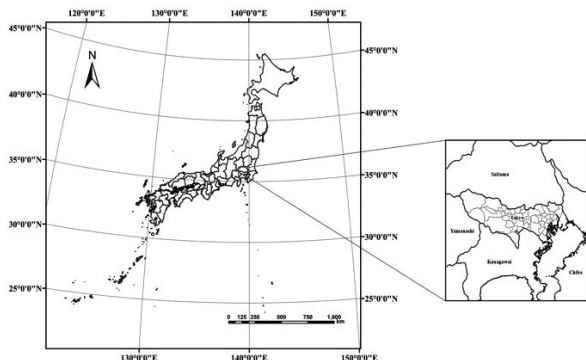 120°0'0"E 130°0'0"E 140°0'0"E 150°0'0"E
45°0'0"N 45°0'0"N
N
40°0'0"N 40°0'0"N
35°0'0"N 35°0'0"N
30°0'0"N 30°0'0"N
25°0'0"N 25°0'0"N
0 125 250 500 750 1,000
km
130°0'0"E 140°0'0"E 150°0'0"E
Saitama
Tokyo
Yamanashi
Kanagawai
Chiba